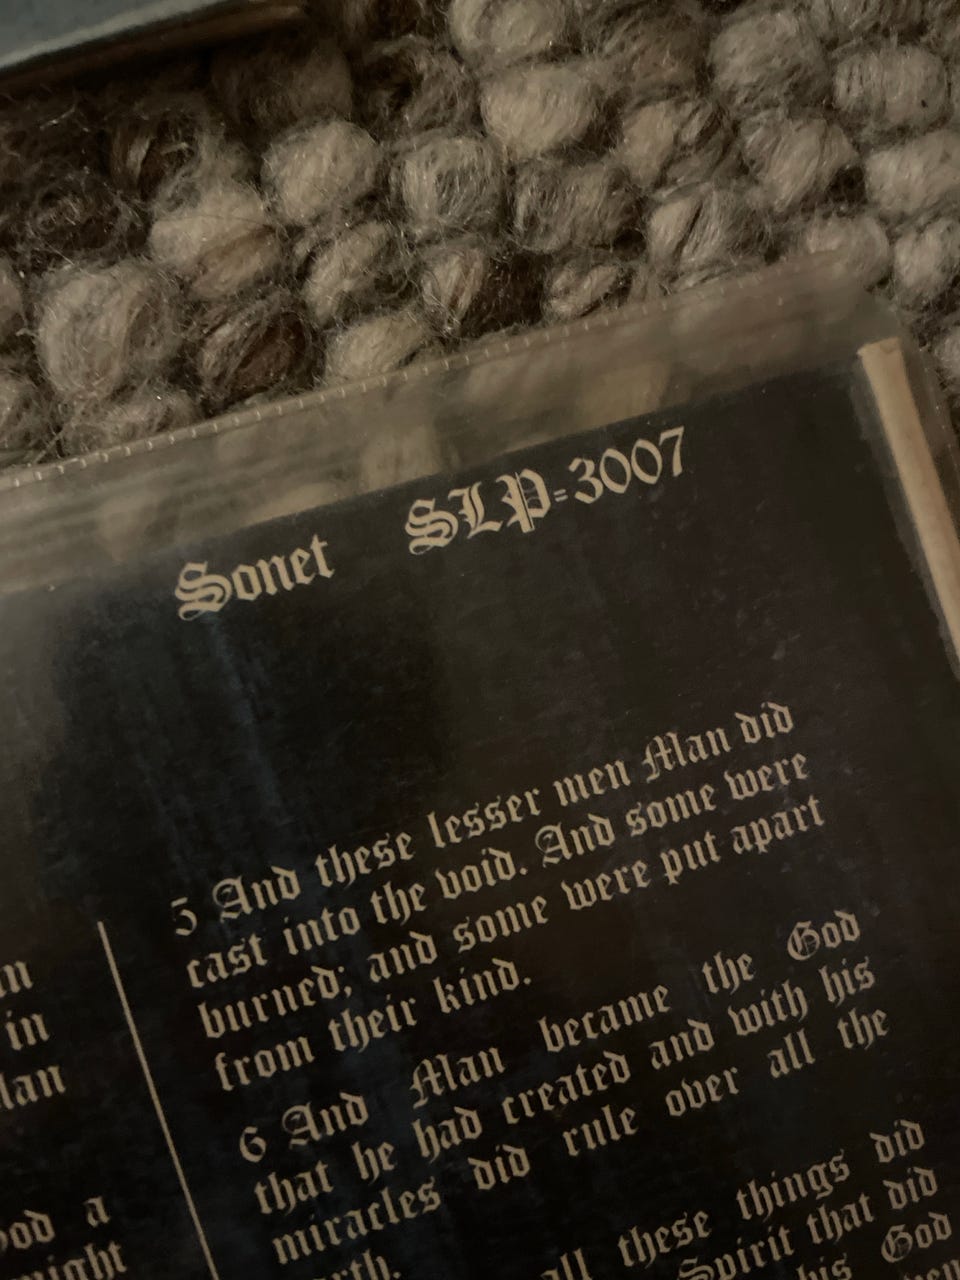 Sonet SLP=3007
5 And these lesser men Man did
cast into the void. And some were
burned; and some were put apart
from their kind.
6 And Man became the God
that he had created and with his
miracles did rule over all the
all these things did
Spirit that did
God
in